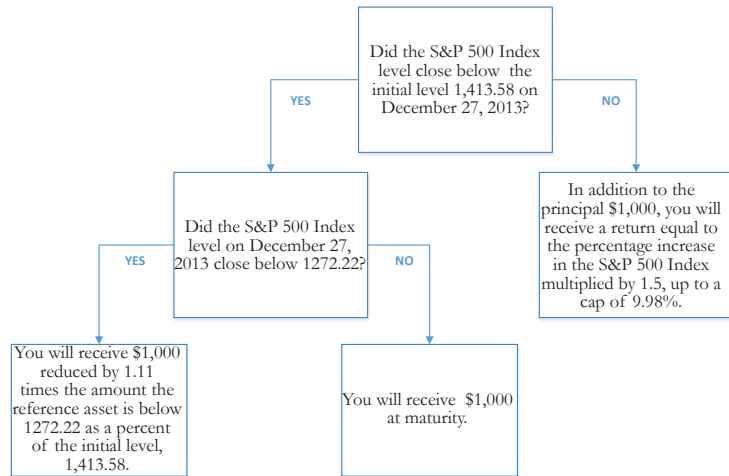 Did the S&P 500 Index
level close below the
initial level 1,413.58 on
December 27, 2013?
YES
NO
Did the S&P 500 Index
level on December 27,
2013 close below 1272.22?
In addition to the
principal $1,000, you will
receive a return equal to
the percentage increase
in the S&P 500 Index
multiplied by 1.5, up to a
cap of 9.98%.
YES
NO
You will receive $1,000
reduced by 1.11
times the amount the
reference asset is below
1272.22 as a percent
of the initial level,
1,413.58.
You will receive $1,000
at maturity.